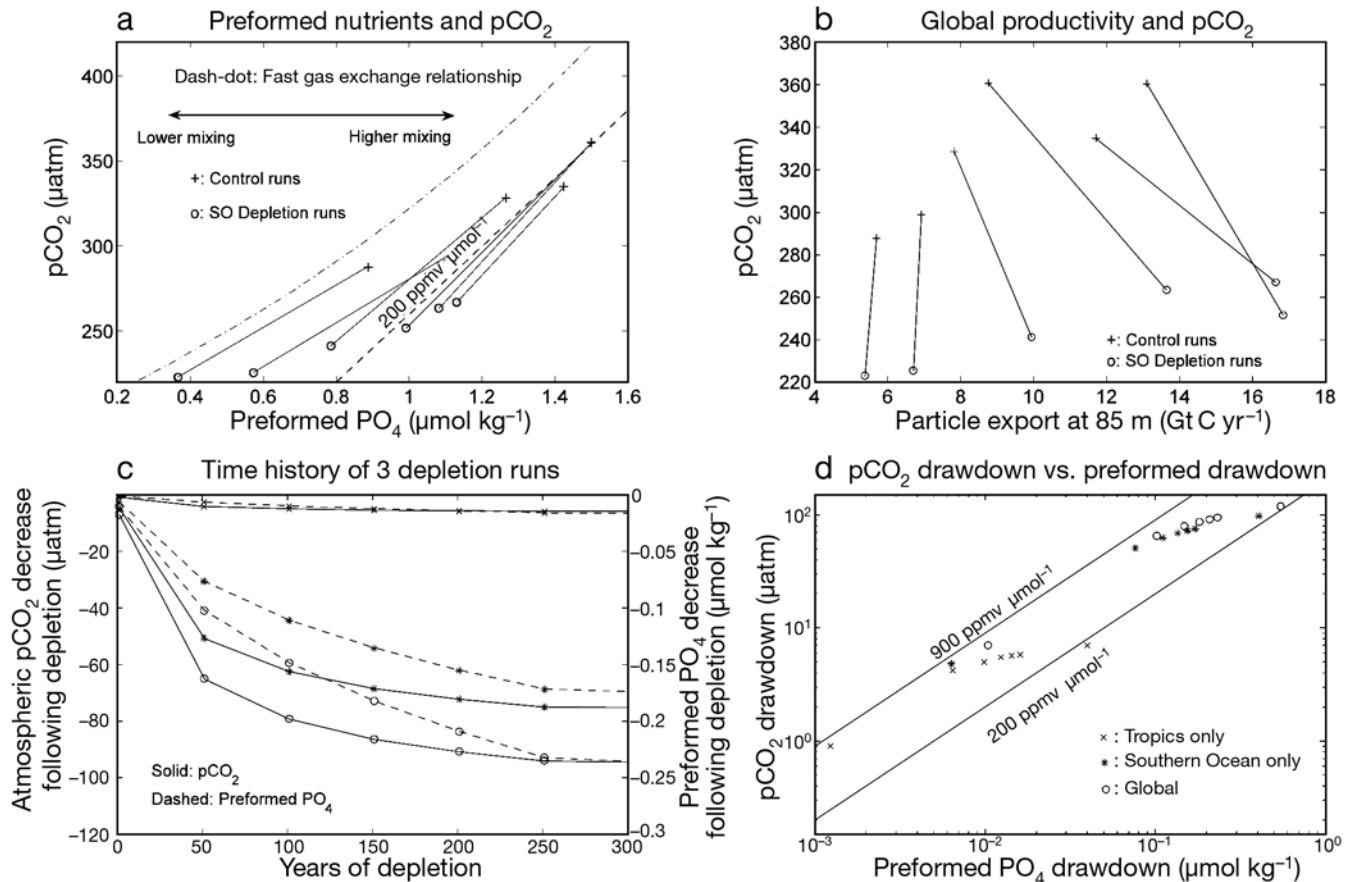 a Preformed nutrients and pCO₂
400
350
300
250
pCO₂ (µatm)
Dash-dot: Fast gas exchange relationship
Lower mixing Higher mixing
+: Control runs
o: SO Depletion runs
200 ppmv µmol⁻¹
0.2 0.4 0.6 0.8 1 1.2 1.4 1.6
Preformed PO₄ (µmol kg⁻¹)
b Global productivity and pCO₂
380
360
340
320
300
280
260
240
220
pCO₂ (µatm)
+: Control runs
o: SO Depletion runs
4 6 8 10 12 14 16 18
Particle export at 85 m (Gt C yr⁻¹)
c Time history of 3 depletion runs
Atmospheric pCO₂ decrease
following depletion (µatm)
−20
−40
−60
−80
−100
−120
Solid: pCO₂
Dashed: Preformed PO₄
0 50 100 150 200 250 300
Years of depletion
0
−0.05
−0.1
−0.15
−0.2
−0.25
−0.3
Preformed PO₄ decrease
following depletion (µmol kg⁻¹)
d pCO₂ drawdown vs. preformed drawdown
10²
10¹
10⁰
pCO₂ drawdown (µatm)
900 ppmv µmol⁻¹
200 ppmv µmol⁻¹
×: Tropics only
*: Southern Ocean only
o: Global
10⁻³ 10⁻² 10⁻¹ 10⁰
Preformed PO₄ drawdown (µmol kg⁻¹)